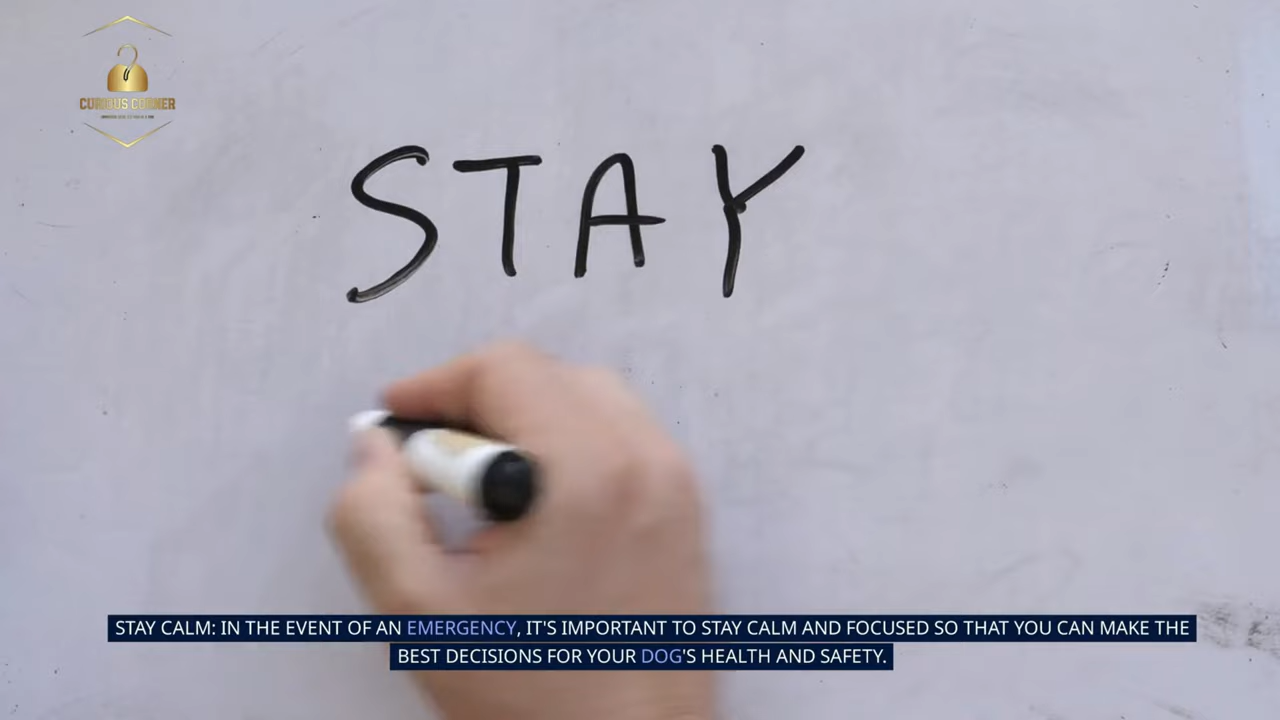 CURIOUS CORNER
STAY
STAY CALM: IN THE EVENT OF AN EMERGENCY, IT'S IMPORTANT TO STAY CALM AND FOCUSED SO THAT YOU CAN MAKE THE
BEST DECISIONS FOR YOUR DOG'S HEALTH AND SAFETY.